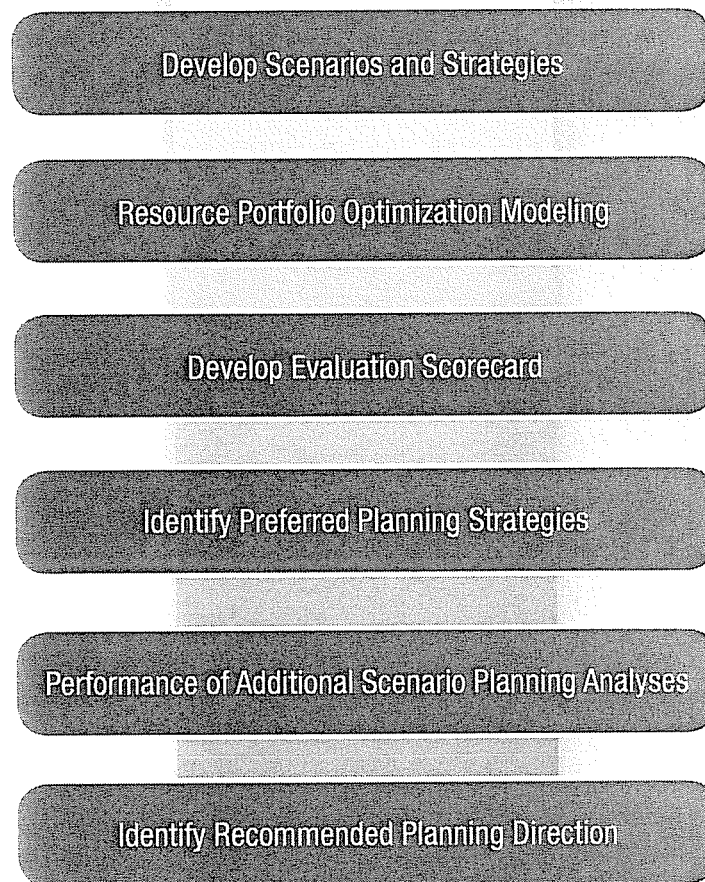 Develop Scenarios and Strategies
Resource Portfolio Optimization Modeling
Develop Evaluation Scorecard
Identify Preferred Planning Strategies
Performance of Additional Scenario Planning Analyses
Identify Recommended Planning Direction